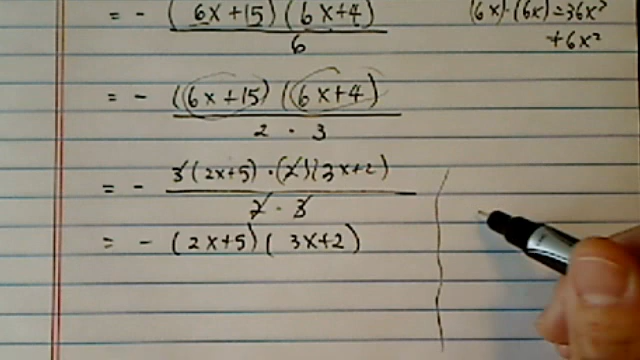 = - (6x+15)(6x+4)
6
= - ((6x+15)(6x+4)
2 · 3
= - 3(2x+5)·(2)(3x+2)
2 · 3
= - (2x+5)(3x+2)
(6x)·(6x)=36x²
≠6x²